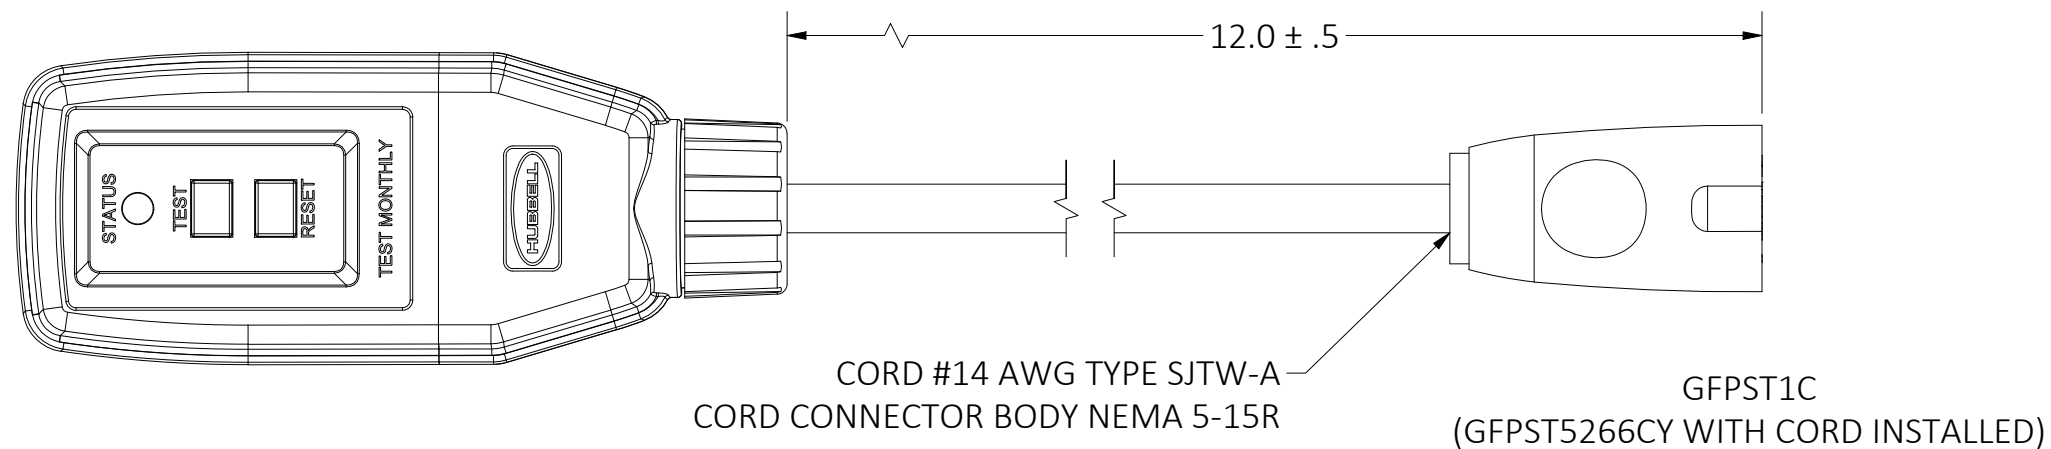 12.0 ± .5
STATUS
TEST
RESET
TEST MONTHLY
HUBBELL
CORD #14 AWG TYPE SJTW-A
CORD CONNECTOR BODY NEMA 5-15R
GFPST1C
(GFPST5266CY WITH CORD INSTALLED)